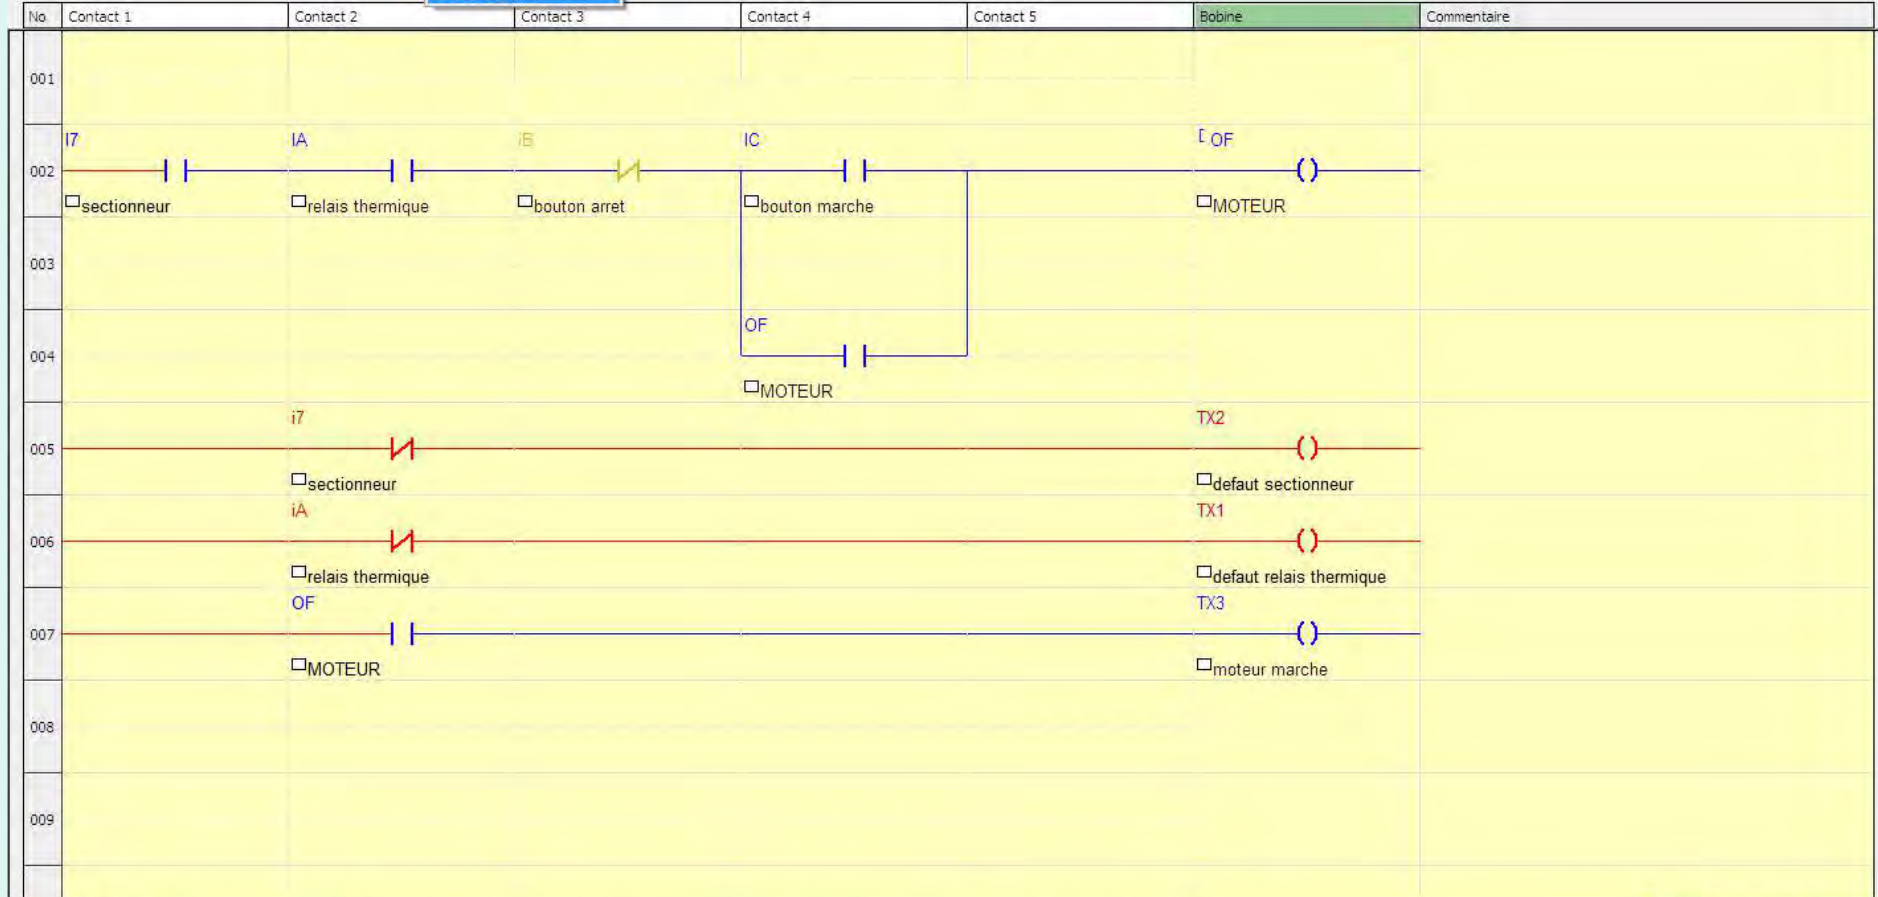 No Contact 1 Contact 2 Contact 3 Contact 4 Contact 5 Bobine Commentaire
001
I7 IA iB IC [ OF
002
sectionneur relais thermique bouton arret bouton marche MOTEUR
003
OF
004
MOTEUR
i7 TX2
005
sectionneur defaut sectionneur
iA TX1
006
relais thermique defaut relais thermique
OF TX3
007
MOTEUR moteur marche
008
009